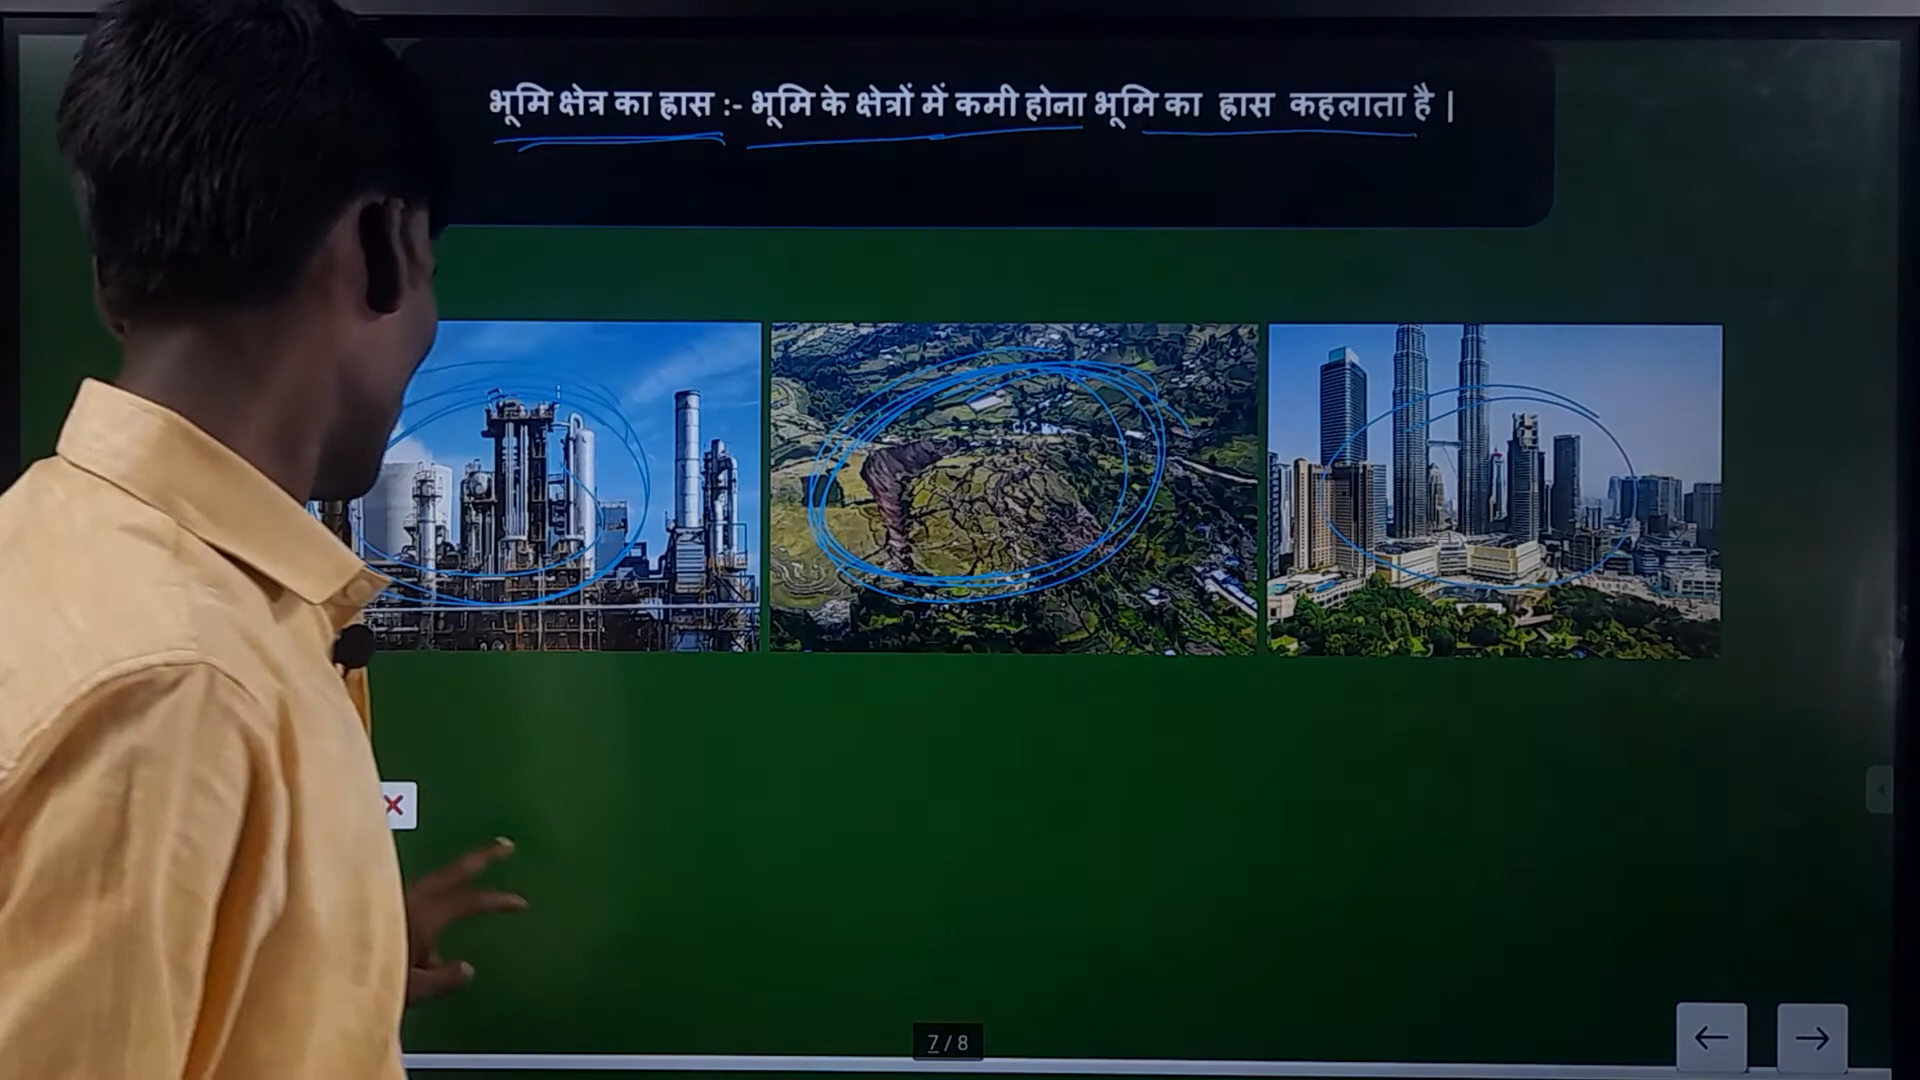 भूमि क्षेत्र का ह्रास :- भूमि के क्षेत्रों में कमी होना भूमि का ह्रास कहलाता है |
7 / 8